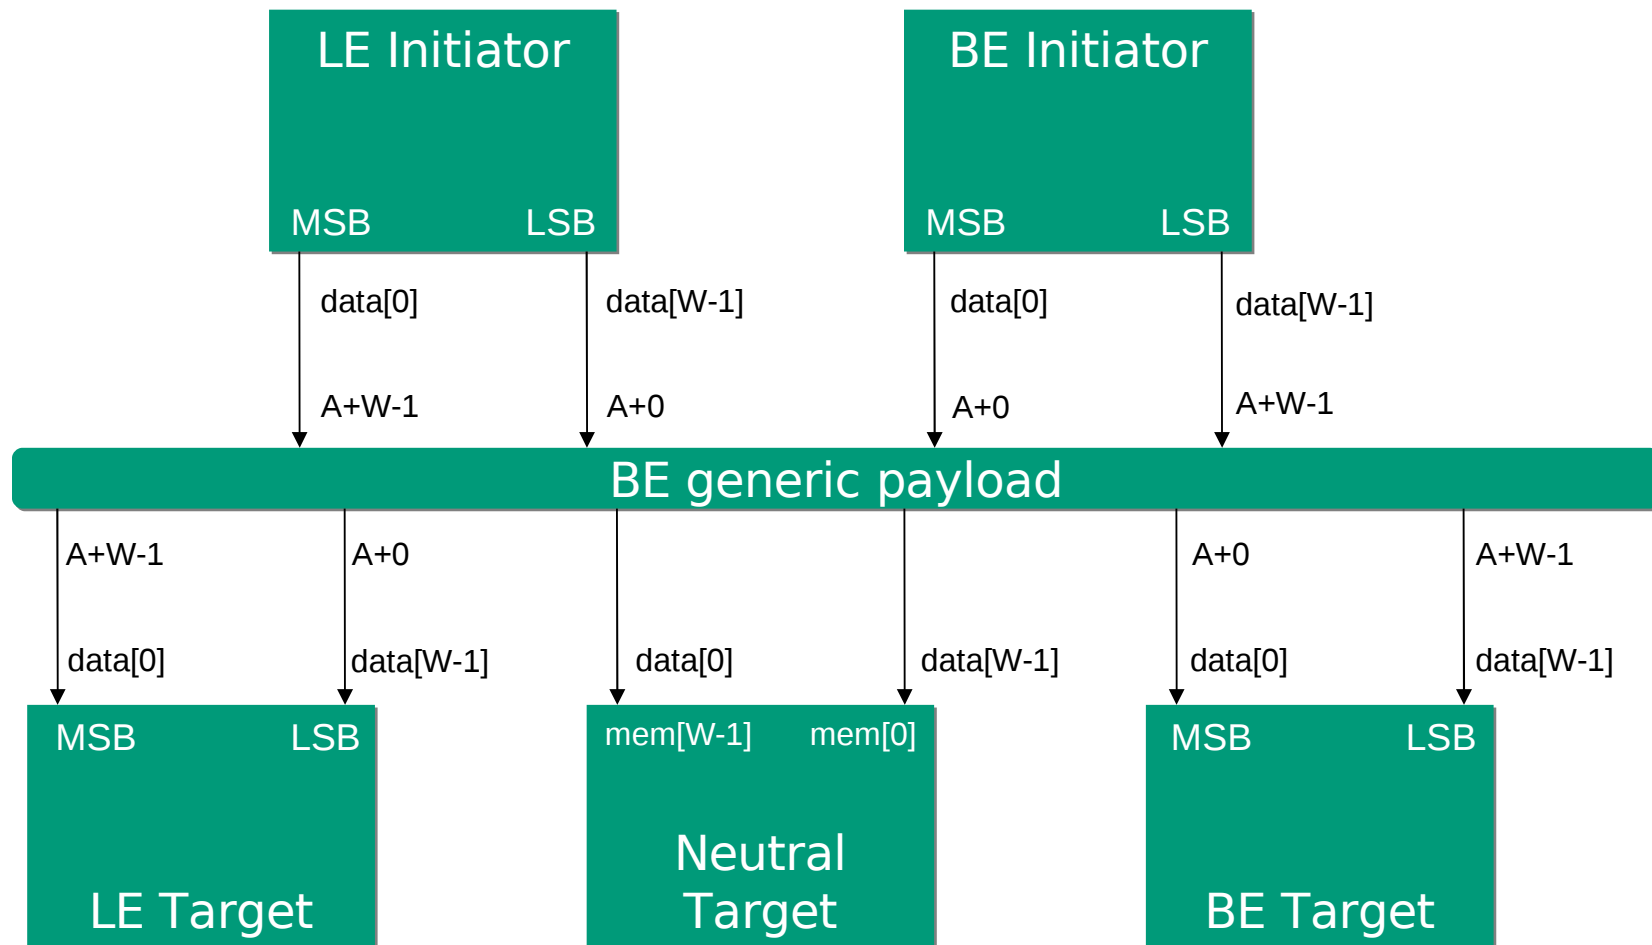 LE Initiator
BE Initiator
MSB LSB
MSB LSB
data[0] data[W-1] data[0] data[W-1]
A+W-1 A+0 A+0 A+W-1
BE generic payload
A+W-1 A+0 A+0 A+W-1
data[0] data[W-1] data[0] data[W-1] data[0] data[W-1]
MSB LSB
mem[W-1] mem[0]
MSB LSB
LE Target
Neutral
Target
BE Target